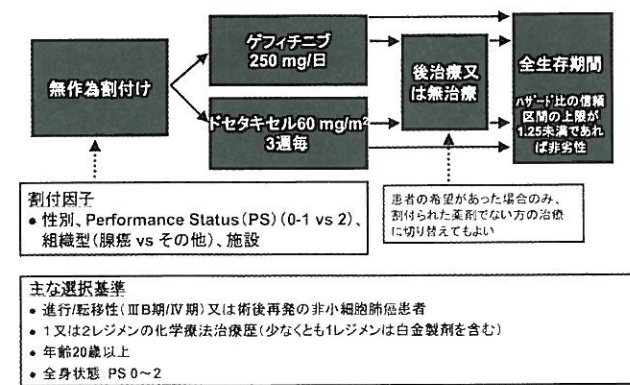 無作為割付け
ゲフィチニブ
250 mg/日
ドセタキセル60 mg/m²
3週毎
後治療又
は無治療
全生存期間
ハザード比の信頼
区間の上限が
1.25未満であれ
ば非劣性
割付因子
• 性別、Performance Status(PS)(0-1 vs 2)、
組織型(腺癌 vs その他)、施設
患者の希望があった場合のみ、
割付られた薬剤でない方の治療
に切り替えてもよい
主な選択基準
• 進行/転移性(ⅢB期/Ⅳ期)又は術後再発の非小細胞肺癌患者
• 1又は2レジメンの化学療法治療歴(少なくとも1レジメンは白金製剤を含む)
• 年齢20歳以上
• 全身状態 PS 0~2